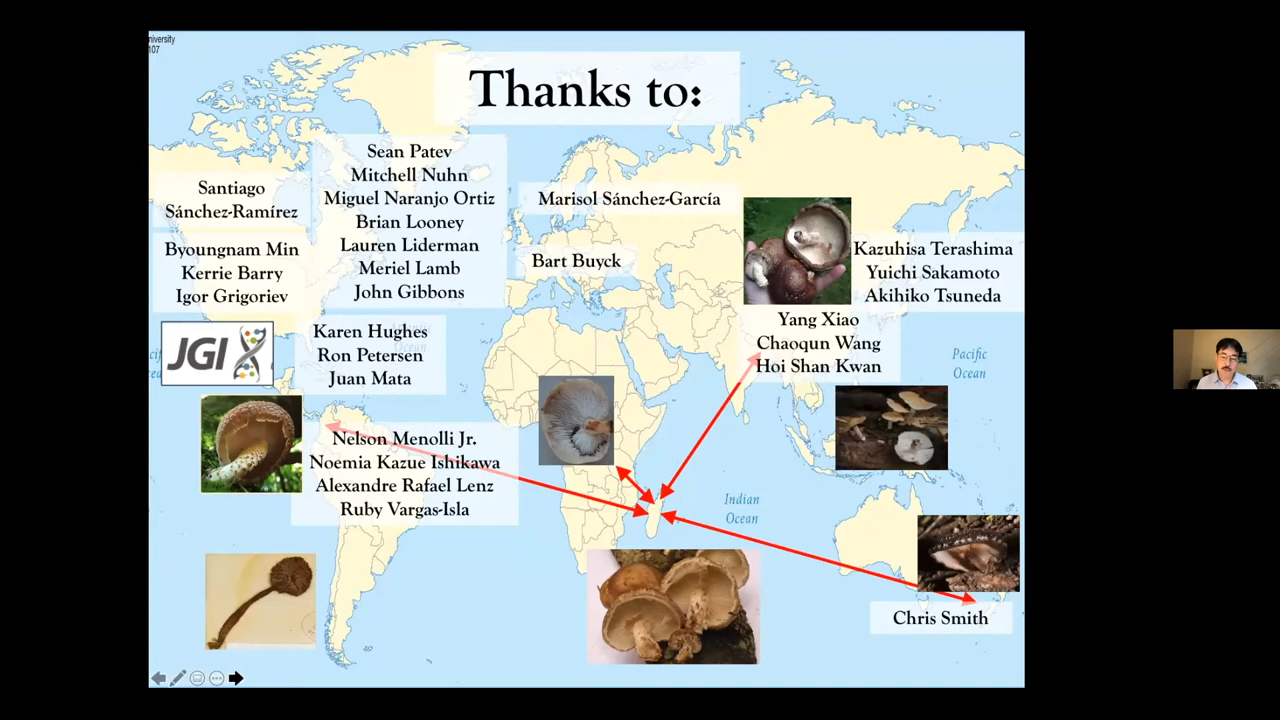 niversity
107
Thanks to:
Santiago
Sánchez-Ramírez
Byoungnam Min
Kerrie Barry
Igor Grigoriev
JGI
Sean Patev
Mitchell Nuhn
Miguel Naranjo Ortiz
Brian Looney
Lauren Liderman
Meriel Lamb
John Gibbons
Karen Hughes
Ron Petersen
Juan Mata
Nelson Menolli Jr.
Noemia Kazue Ishikawa
Alexandre Rafael Lenz
Ruby Vargas-Isla
Marisol Sánchez-García
Bart Buyck
Kazuhisa Terashima
Yuichi Sakamoto
Akihiko Tsuneda
Yang Xiao
Chaoqun Wang
Hoi Shan Kwan
Pacific
Ocean
Indian
Ocean
Chris Smith